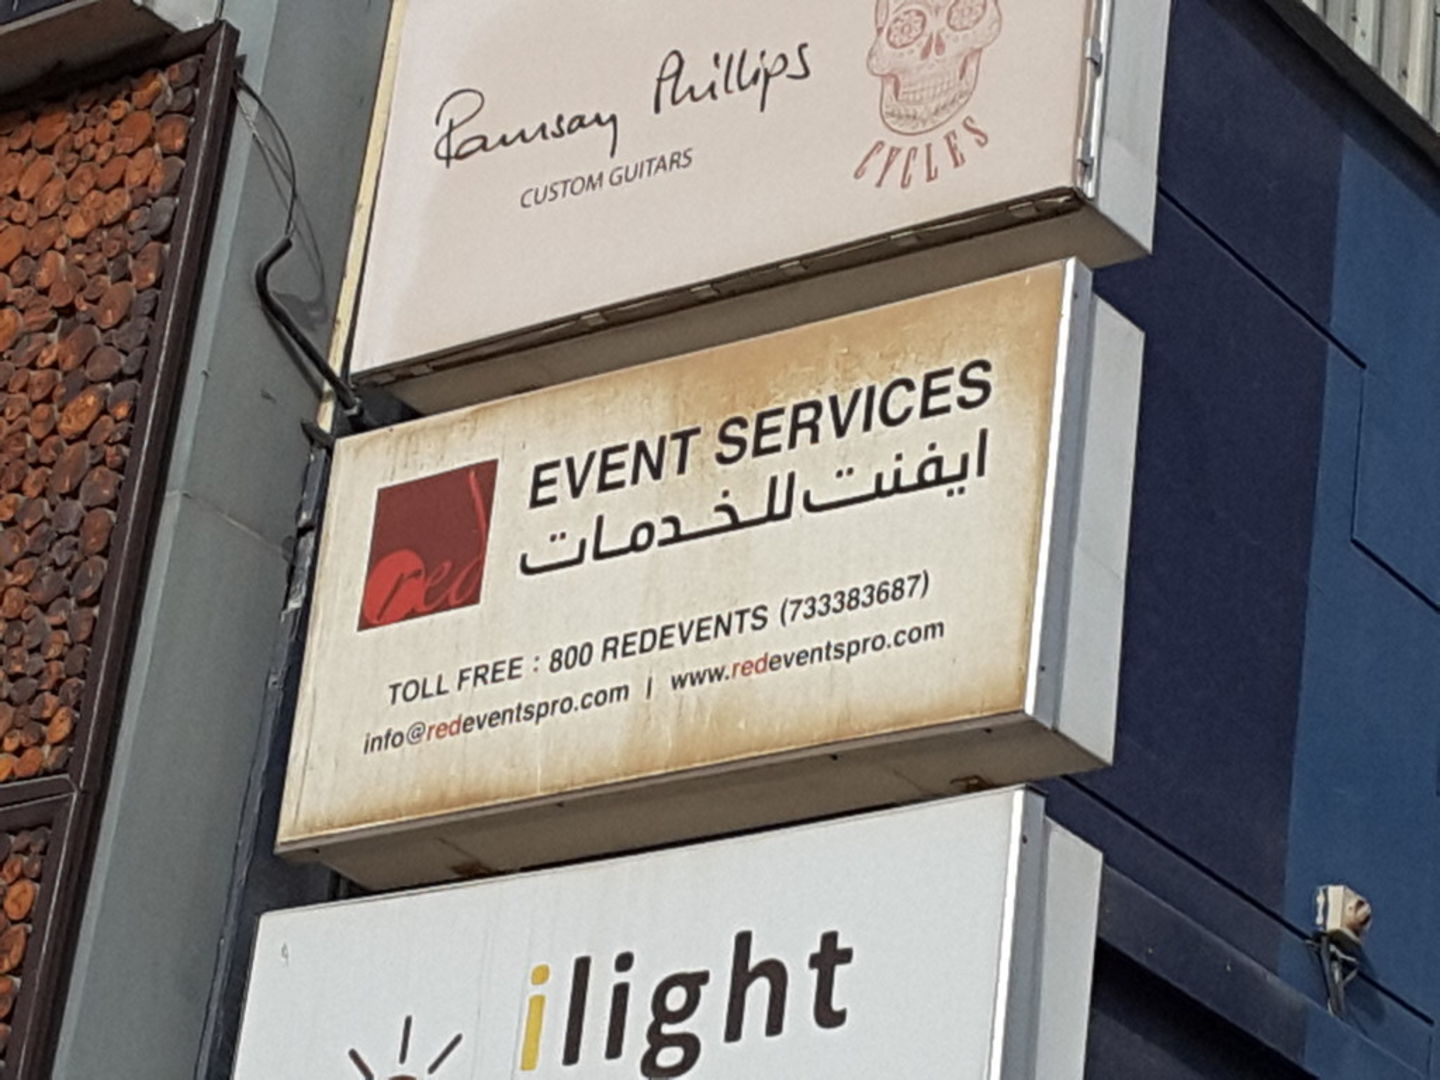 Ramsay Phillips
CUSTOM GUITARS
CYCLES
EVENT SERVICES
ايفنت للخدمات
red
TOLL FREE : 800 REDEVENTS (733383687)
info@redeventspro.com | www.redeventspro.com
ilight